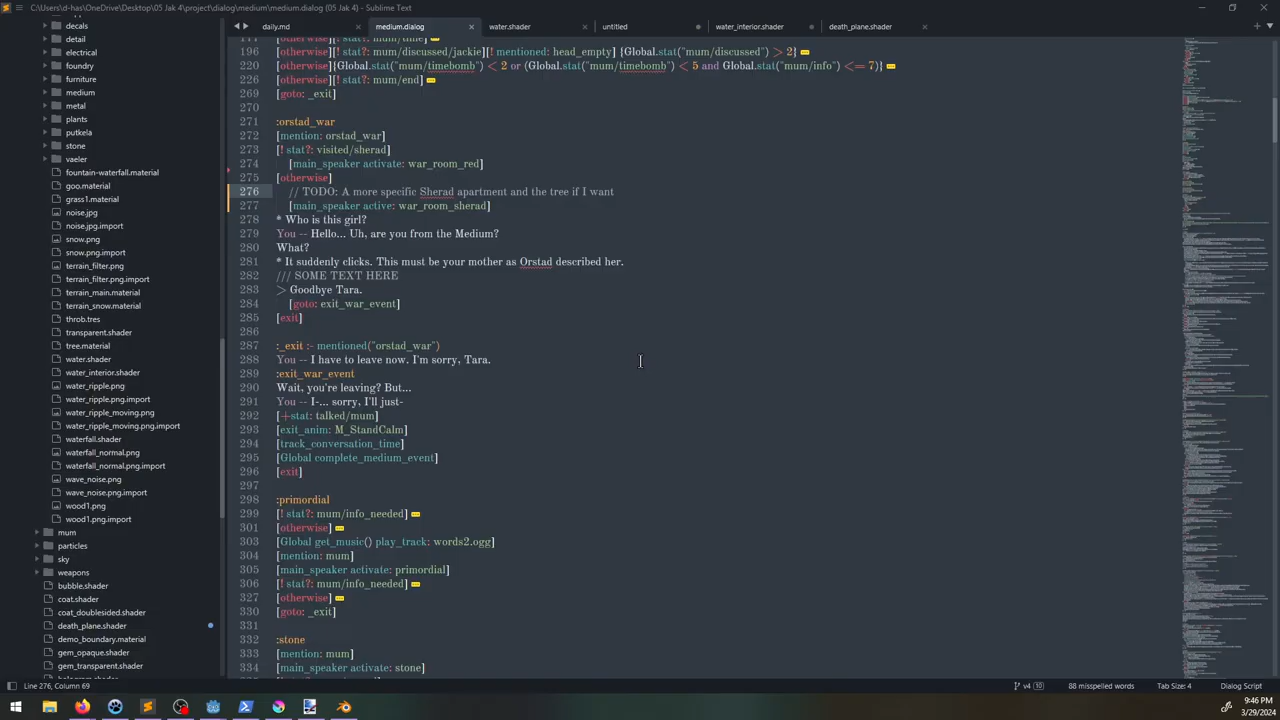 C:\Users\d-has\OneDrive\Desktop\05 Jak 4\project\dialog\medium\medium.dialog - Sublime Text
decals
detail
electrical
foundry
furniture
medium
metal
plants
putkela
stone
vaeler
fountain-waterfall.material
goo.material
grass1.material
noise.jpg
noise.jpg.import
snow.png
snow.png.import
terrain_filter.png
terrain_filter.png.import
terrain_main.material
terrain_snow.material
throb.tres
transparent.shader
tree.material
water.shader
water_interior.shader
water_ripple.png
water_ripple.png.import
water_ripple_moving.png
water_ripple_moving.png.import
waterfall.shader
waterfall_normal.png
waterfall_normal.png.import
wave_noise.png
wave_noise.png.import
wood1.png
wood1.png.import
mum
particles
sky
weapons
bubble.shader
coat.shader
coat_doublesided.shader
death_plane.shader
demo_boundary.material
gem_opaque.shader
gem_transparent.shader
daily.md
medium.dialog
water.shader
untitled
water_interior.shader
death_plane.shader
196 [otherwise][! stat?: mum/discussed/jackie][! mentioned: head_empty] {Global.stat("mum/discussed") > 2}
220 [otherwise]{Global.stat("mum/timebomb") < 2 or (Global.stat("mum/timebomb") < 5 and Global.stat("mum/info") <= 7)}
226 [otherwise][! stat?: mum/end]
269 [goto: _exit]
270
271 :orstad_war
272 [mention: orstad_war]
273 [! stat?: visited/sherad]
274 [main_speaker activate: war_room_red]
275 [otherwise]
276 // TODO: A more specific Sherad apartment and the tree if I want
277 [main_speaker active: war_room_sherad]
278 * Who is this girl?
279 You -- Hello... Uh, are you from the Medium?
280 What?
281 * It suddenly clicks. This must be your mother. Ruthiel described her.
282 /// SOME TEXT HERE
283 > Goodbye Tara.
284 [goto: exit_war_event]
285 [exit]
286
287 :_exit :- mentioned("orstad_war")
288 You -- I have to leave now. I'm sorry, Tara.
289 :exit_war_event
290 Wait, you're leaving? But...
291 You -- I-... sorry, I'll just-
292 [+stat: talked/mum]
293 [exit_anim: M_StandCalm]
294 [track_conversation_time]
295 [Global complete_medium_event]
296 [exit]
297
298 :primordial
299 [! stat?: mum/info_needed]
301 [otherwise]
303 [Global get_music() play_track: words2.ogg]
304 [mention: mum]
305 [main_speaker activate: primordial]
306 [! stat?: mum/info_needed]
327 [otherwise]
330 [goto: _exit]
331
332 :stone
333 [mention: mum]
334 [main_speaker activate: stone]
Line 276, Column 69
v4 10
88 misspelled words
Tab Size: 4
Dialog Script
9:46 PM
3/29/2024